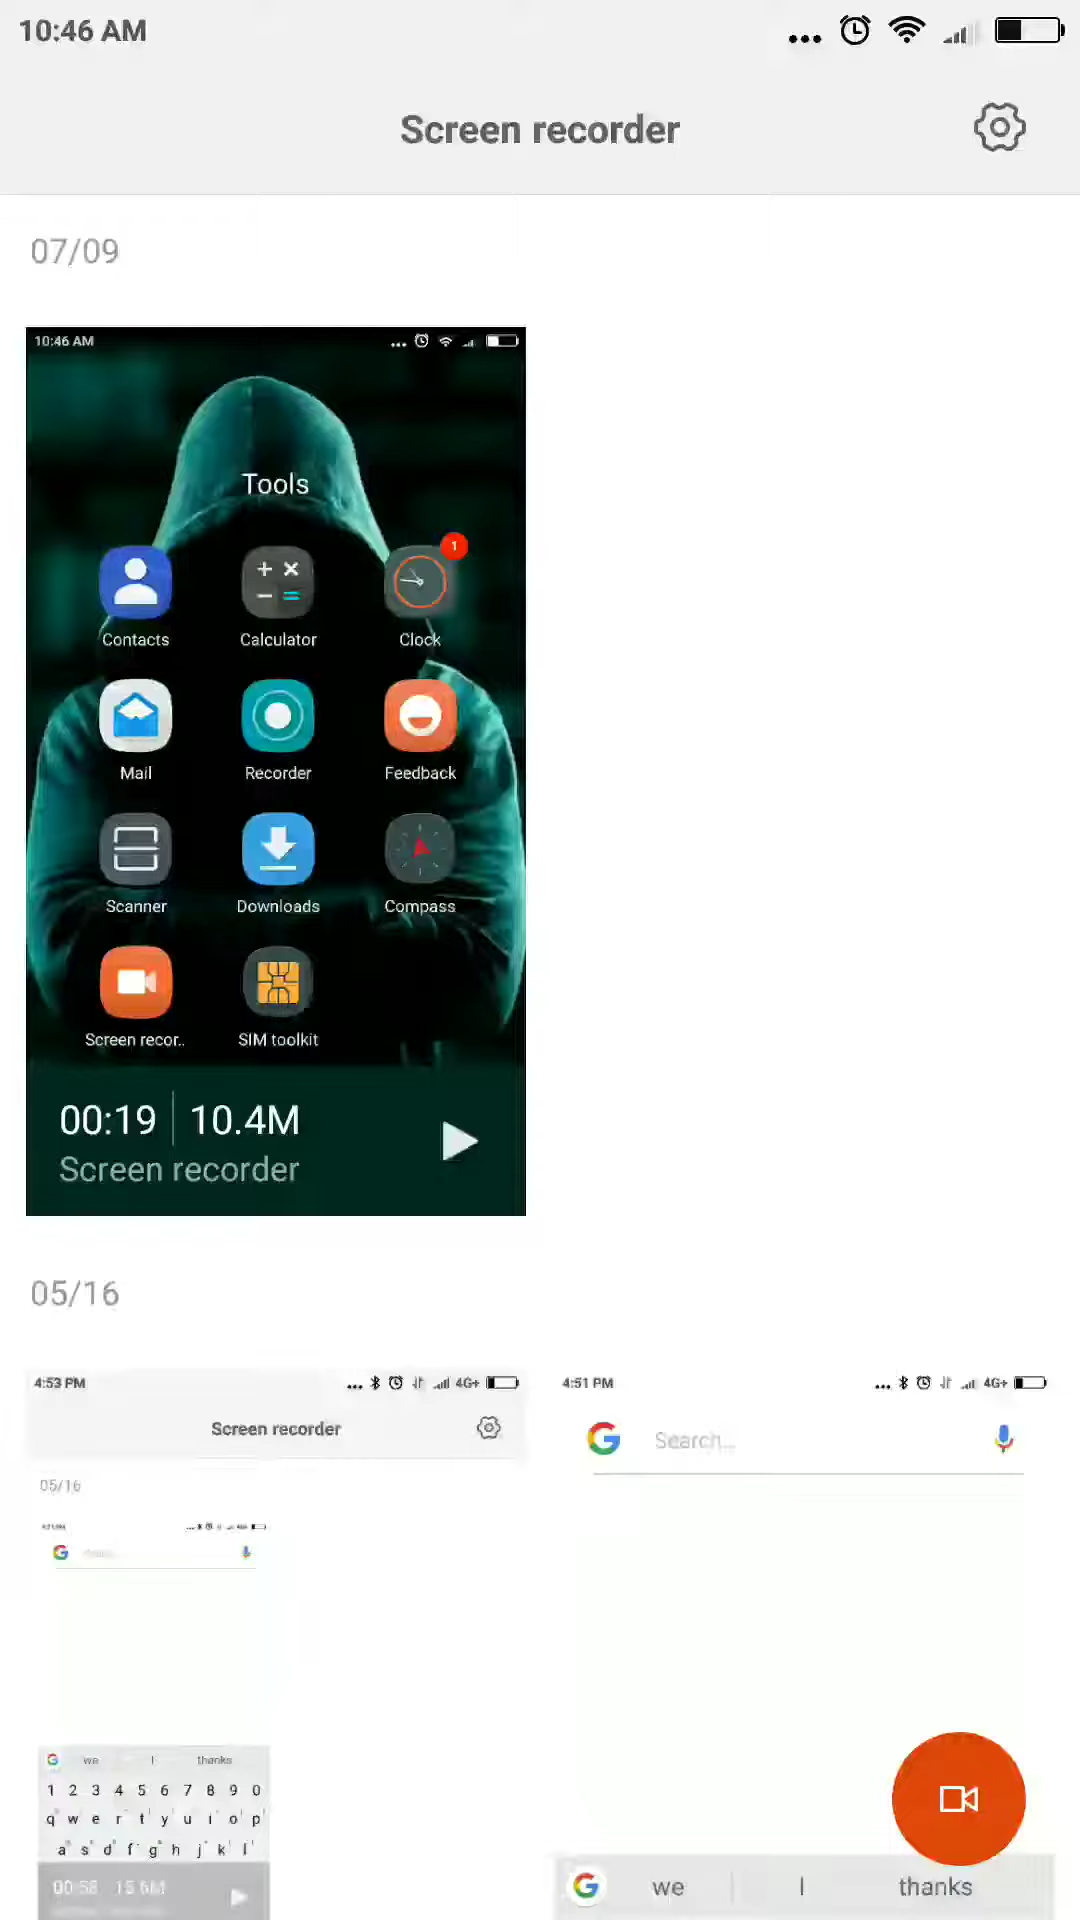 10:46 AM
Screen recorder
07/09
10:46 AM
Tools
1
Contacts Calculator Clock
Mail Recorder Feedback
Scanner Downloads Compass
Screen recor.. SIM toolkit
00:19 10.4M
Screen recorder
05/16
4:53 PM 4G+
Screen recorder
05/16
we I thanks
1 2 3 4 5 6 7 8 9 0
q w e r t y u i o p
a s d f g h j k l
00:58 15.6M
4:51 PM 4G+
Search...
we I thanks